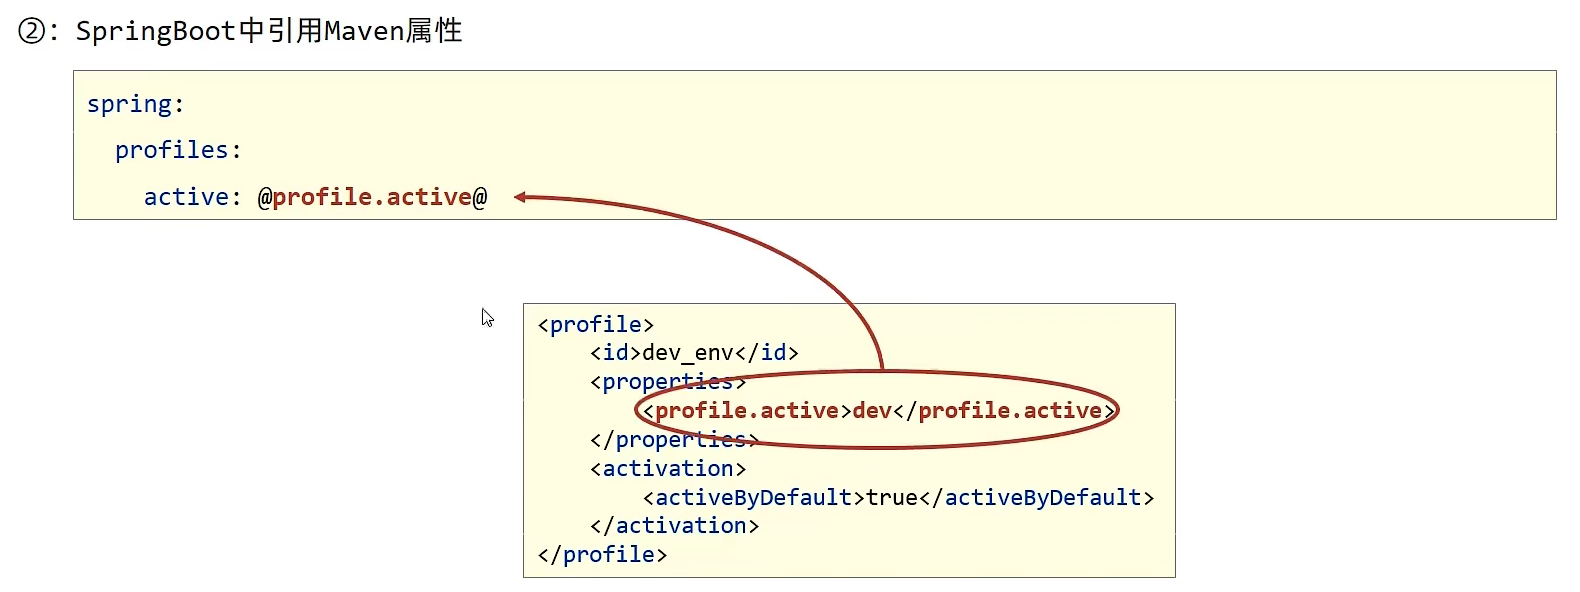 ②：SpringBoot中引用Maven属性
spring:
  profiles:
    active: @profile.active@
<profile>
    <id>dev_env</id>
    <properties>
        <profile.active>dev</profile.active>
    </properties>
    <activation>
        <activeByDefault>true</activeByDefault>
    </activation>
</profile>